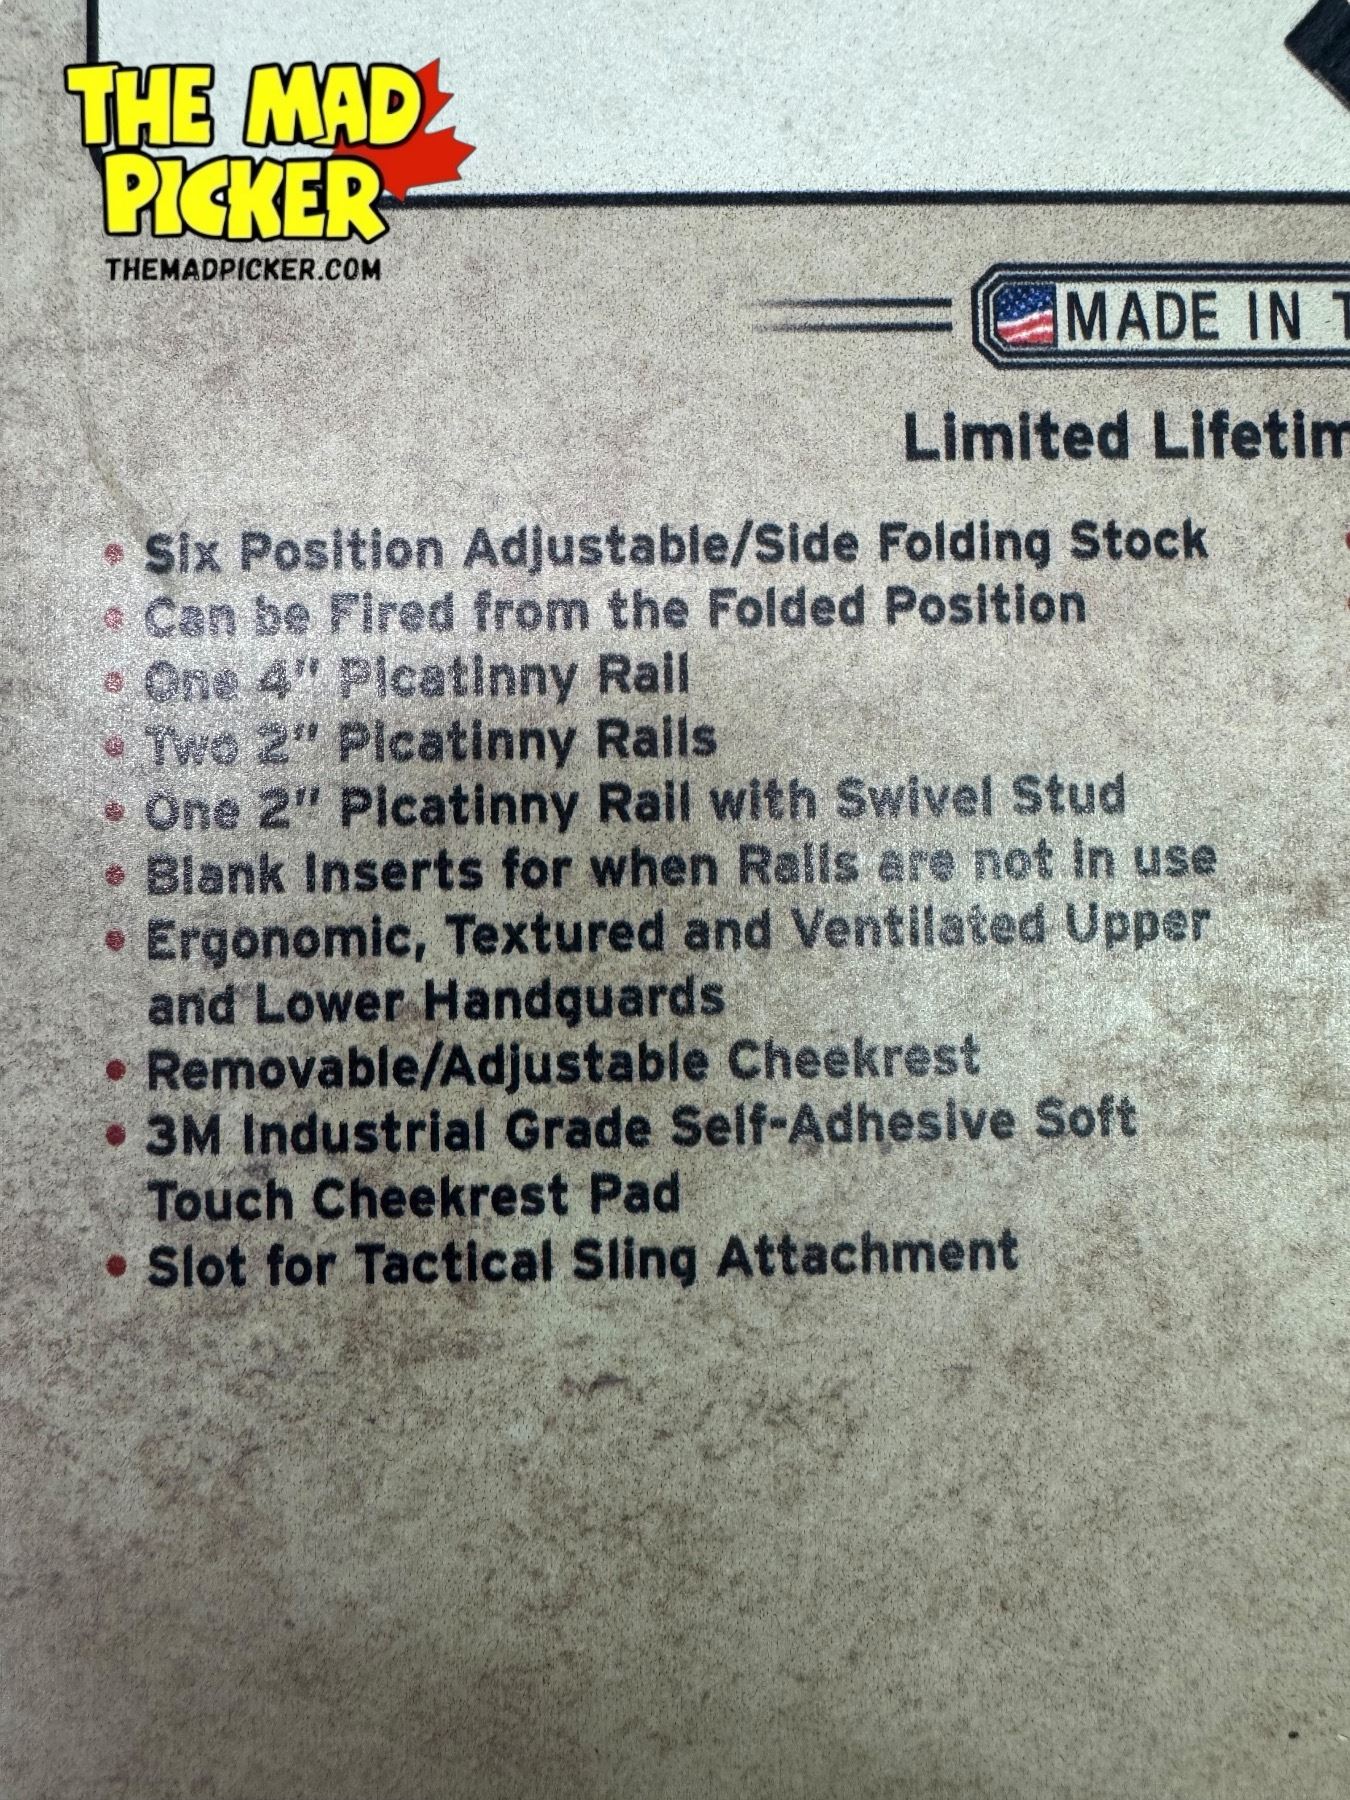 THE MAD
PICKER
THEMADPICKER.COM
MADE IN
Limited
• Six Position Adjustable/Side Folding Stock
• Can be Fired from the Folded Position
• One 4" Picatinny Rail
• Two 2" Picatinny Rails
• One 2" Picatinny Rail with Swivel Stud
• Blank Inserts for when Rails are not in use
• Ergonomic, Textured and Ventilated Upper
and Lower Handguards
• Removable/Adjustable Cheekrest
• 3M Industrial Grade Self-Adhesive Soft
Touch Cheekrest Pad
• Slot for Tactical Sling Attachment